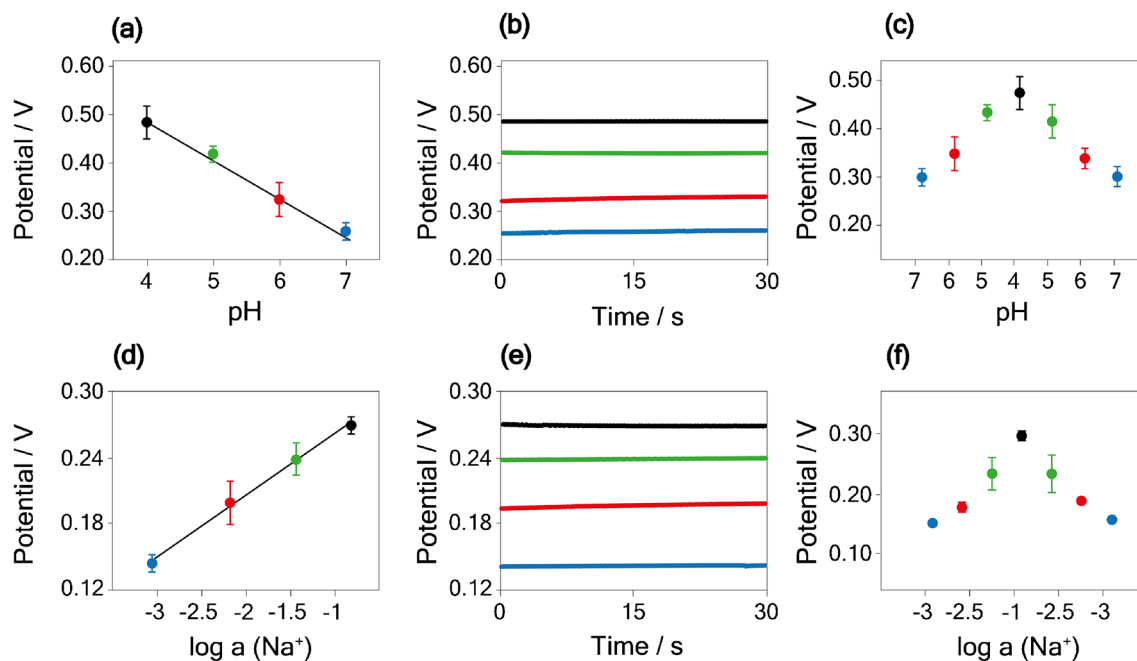 (a)
Potential / V
0.60
0.50
0.40
0.30
0.20
4 5 6 7
pH
(b)
Potential / V
0.60
0.50
0.40
0.30
0.20
0 15 30
Time / s
(c)
Potential / V
0.50
0.40
0.30
0.20
7 6 5 4 5 6 7
pH
(d)
Potential / V
0.30
0.24
0.18
0.12
-3 -2.5 -2 -1.5 -1
log a (Na⁺)
(e)
Potential / V
0.30
0.24
0.18
0.12
0 15 30
Time / s
(f)
Potential / V
0.30
0.20
0.10
-3 -2.5 -1 -2.5 -3
log a (Na⁺)